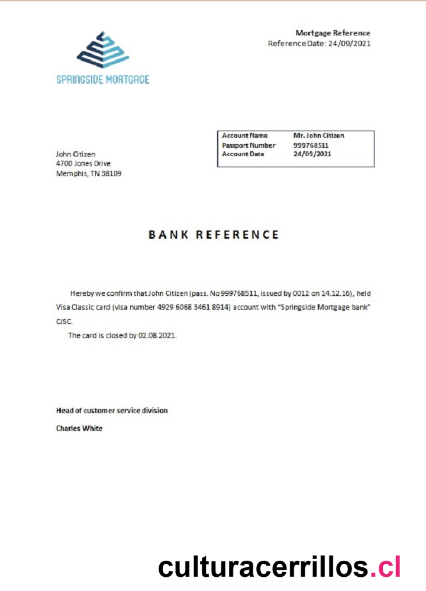 Mortgage Reference
Reference Date: 24/09/2021
SPRINGSIDE MORTGAGE
Account Name Mr. John Citizen
Passport Number 999768511
Account Date 24/09/2021
John Citizen
4700 Jones Drive
Memphis, TN 38109
BANK REFERENCE
Hereby we confirm that John Citizen (pass. No 999768511, issued by 0012 on 14.12.16), held
Visa Classic card (visa number 4929 6068 3461 8914) account with "Springside Mortgage bank"
CJSC.
The card is closed by 02.08.2021.
Head of customer service division
Charles White
culturacerrillos.cl